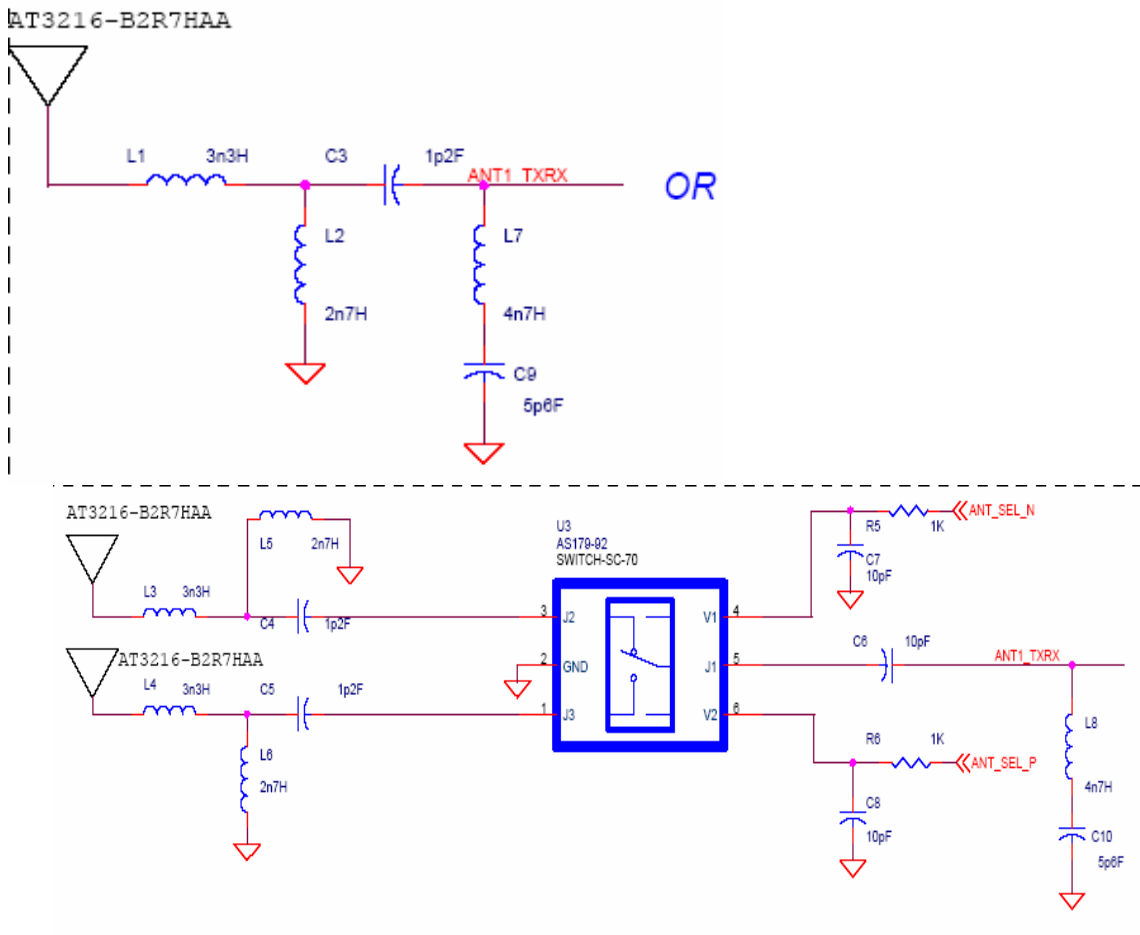 AT3216-B2R7HAA
L1 3n3H C3 1p2F
ANT1_TXRX
OR
L2 L7
2n7H 4n7H
C9
5p6F
AT3216-B2R7HAA
L5 2n7H
U3
AS179-92
SWITCH-SC-70
ANT_SEL_N
R5 1K
C7
10pF
L3 3n3H
C4 1p2F
3 J2 V1 4
AT3216-B2R7HAA
L4 3n3H C5 1p2F
2 GND J1 5
C6 10pF
ANT1_TXRX
1 J3 V2 6
L6
2n7H
L8
4n7H
R6 1K
ANT_SEL_P
C8
10pF
C10
5p6F